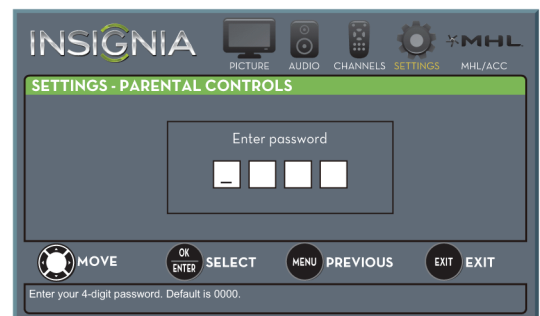 INSIGNIA
MHL
PICTURE AUDIO CHANNELS SETTINGS MHL/ACC
SETTINGS - PARENTAL CONTROLS
Enter password
_
MOVE OK ENTER SELECT MENU PREVIOUS EXIT EXIT
Enter your 4-digit password. Default is 0000.